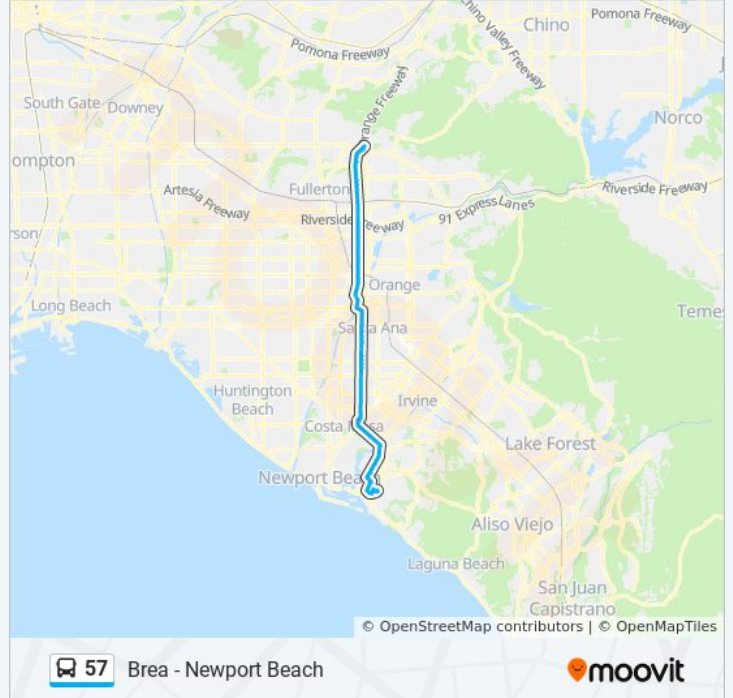 Pomona Freeway
Chino
Pomona Freeway
Chino Valley Freeway
South Gate
Downey
range Freeway
Norco
ompton
Artesia Freeway
Fullerton
Riverside Freeway
Riverside Freeway
91 Express Lanes
rson
Long Beach
Orange
Santa Ana
Temes
Huntington
Beach
Irvine
Costa Mesa
Lake Forest
Newport Beach
Aliso Viejo
Laguna Beach
San Juan
Capistrano
© OpenStreetMap contributors | © OpenMapTiles
57 Brea - Newport Beach
moovit